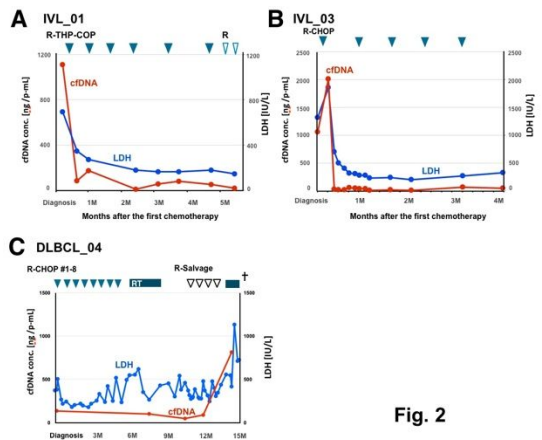 A IVL_01
R-THP-COP
R
1200
800
400
0
cfDNA conc. [ng /p-mL]
cfDNA
LDH
1200
800
400
0
LDH [IU/L]
Diagnosis 1M 2M 3M 4M 5M
Months after the first chemotherapy
B IVL_03
R-CHOP
2500
2000
1500
1000
500
0
cfDNA conc. [ng /p-mL]
cfDNA
LDH
2500
2000
1500
1000
500
0
LDH [IU/L]
Diagnosis 1M 2M 3M 4M
Months after the first chemotherapy
C DLBCL_04
R-CHOP #1-8
RT
R-Salvage
†
1500
1000
500
0
cfDNA conc. [ng /p-mL]
LDH
cfDNA
1500
1000
500
0
LDH [IU/L]
Diagnosis 3M 6M 9M 12M 15M
Fig. 2